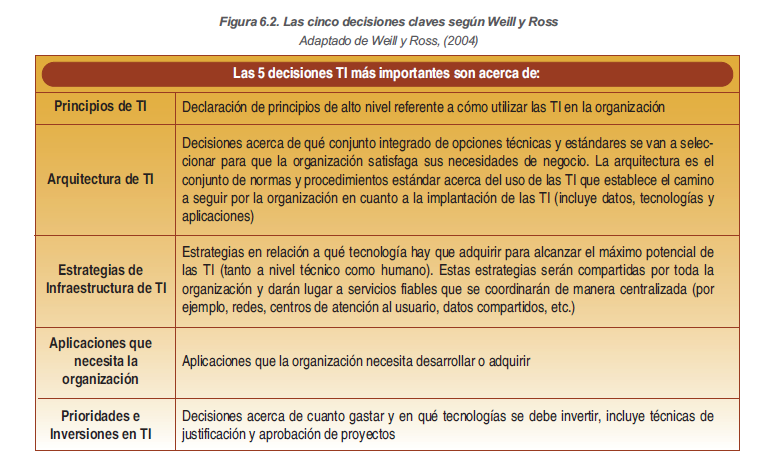 Figura 6.2. Las cinco decisiones claves según Weill y Ross
Adaptado de Weill y Ross, (2004)
Las 5 decisiones TI más importantes son acerca de:
Principios de TI
Declaración de principios de alto nivel referente a cómo utilizar las TI en la organización
Arquitectura de TI
Decisiones acerca de qué conjunto integrado de opciones técnicas y estándares se van a selec-
cionar para que la organización satisfaga sus necesidades de negocio. La arquitectura es el
conjunto de normas y procedimientos estándar acerca del uso de las TI que establece el camino
a seguir por la organización en cuanto a la implantación de las TI (incluye datos, tecnologías y
aplicaciones)
Estrategias de
Infraestructura de TI
Estrategias en relación a qué tecnología hay que adquirir para alcanzar el máximo potencial de
las TI (tanto a nivel técnico como humano). Estas estrategias serán compartidas por toda la
organización y darán lugar a servicios fiables que se coordinarán de manera centralizada (por
ejemplo, redes, centros de atención al usuario, datos compartidos, etc.)
Aplicaciones que
necesita la
organización
Aplicaciones que la organización necesita desarrollar o adquirir
Prioridades e
Inversiones en TI
Decisiones acerca de cuanto gastar y en qué tecnologías se debe invertir, incluye técnicas de
justificación y aprobación de proyectos